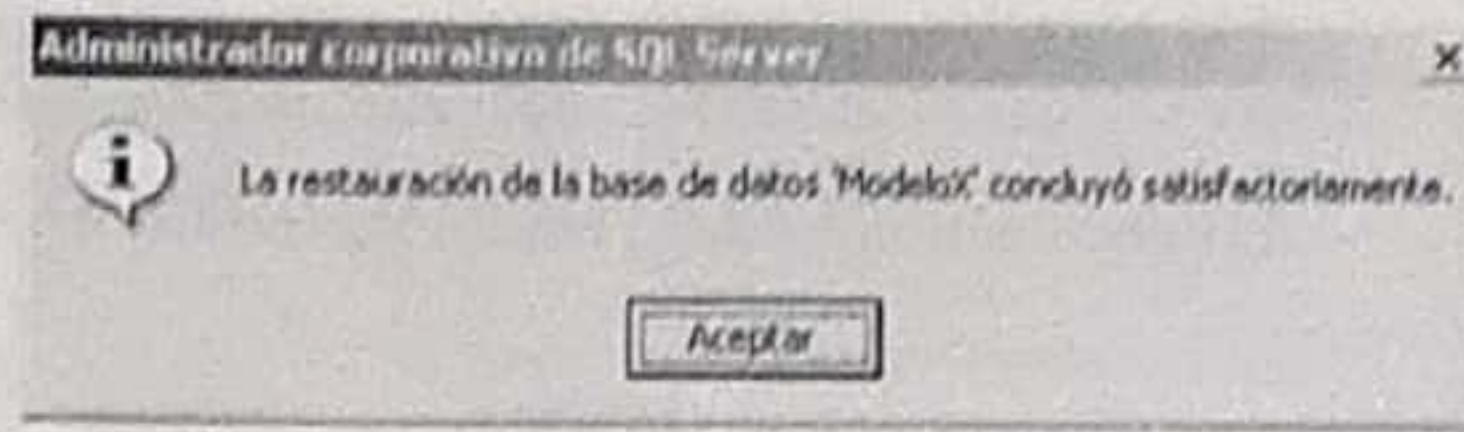 Administrador corporativo de SQL Server
La restauración de la base de datos 'ModeloX' concluyó satisfactoriamente.
Aceptar